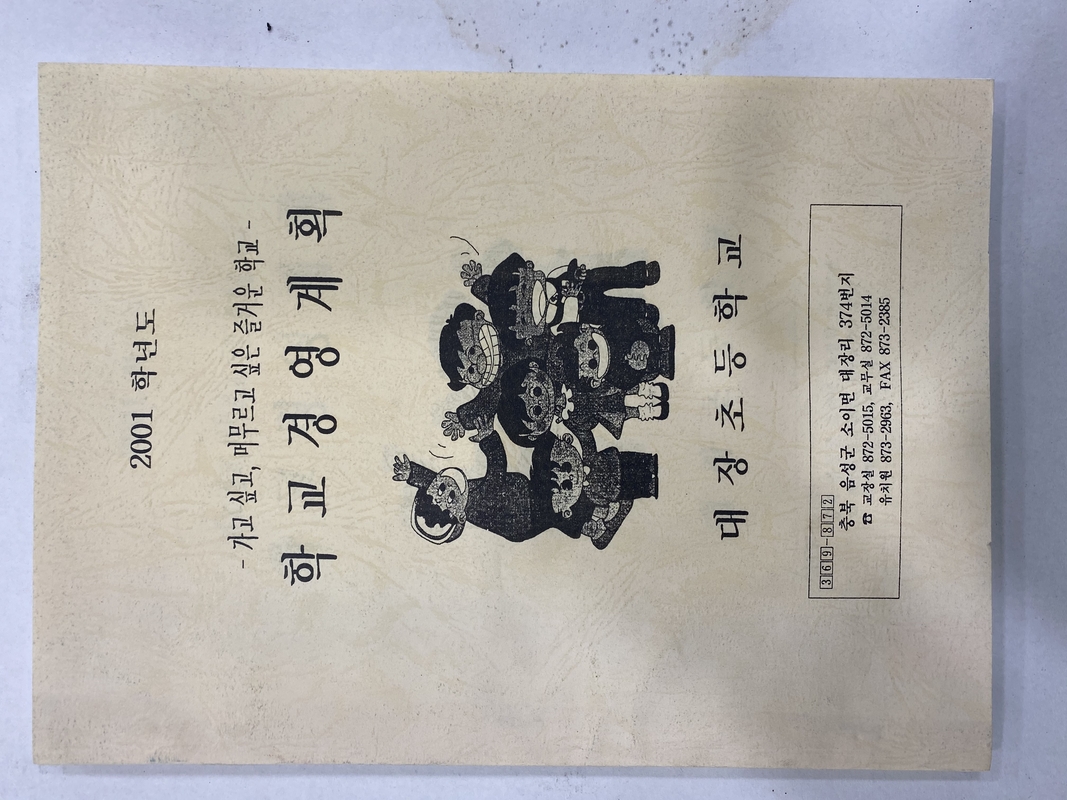 2001 학년도
- 가고 싶고, 머무르고 싶은 즐거운 학교 -
학교경영계획
대장초등학교
369-872
충북 음성군 소이면 대장리 374번지
☎ 교장실 872-5015, 교무실 872-5014
유치원 873-2963, FAX 873-2385